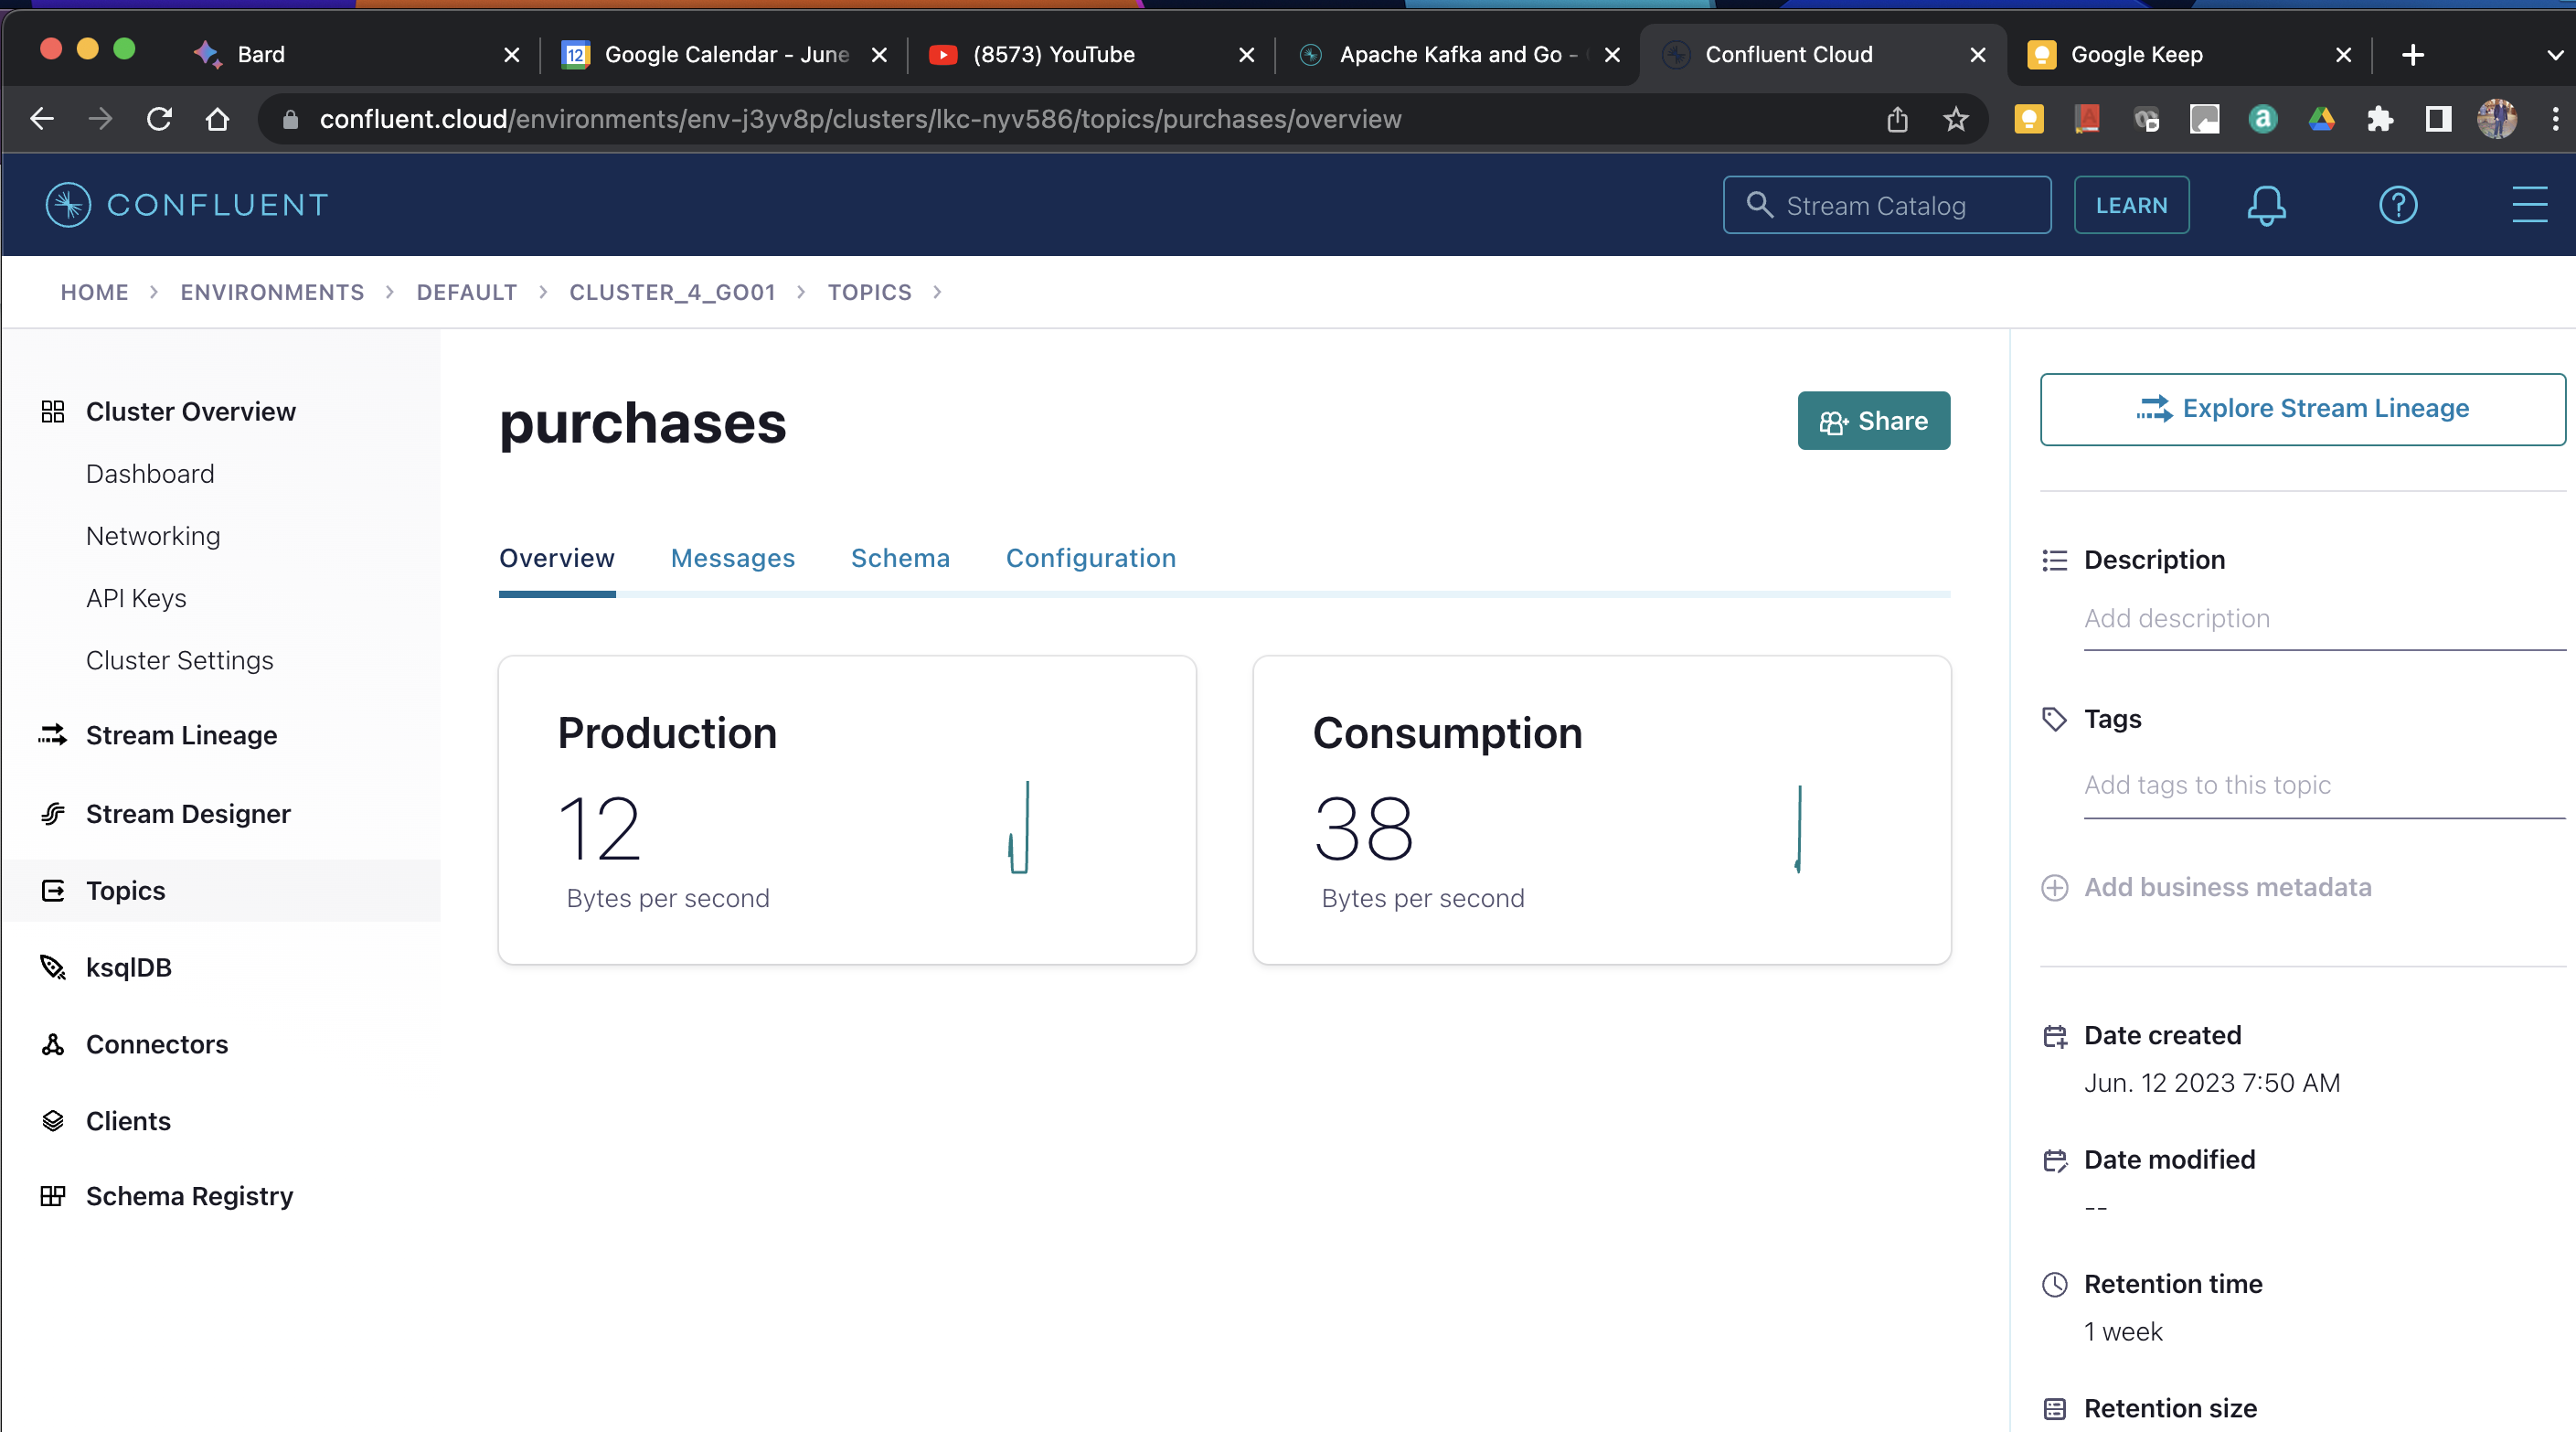 Bard
12
Google Calendar - June
(8573) YouTube
Apache Kafka and Go -
Confluent Cloud
Google Keep
confluent.cloud/environments/env-j3yv8p/clusters/lkc-nyv586/topics/purchases/overview
CONFLUENT
Stream Catalog
LEARN
HOME > ENVIRONMENTS > DEFAULT > CLUSTER_4_GO01 > TOPICS >
Cluster Overview
Dashboard
Networking
API Keys
Cluster Settings
Stream Lineage
Stream Designer
Topics
ksqlDB
Connectors
Clients
Schema Registry
purchases
Share
Overview
Messages
Schema
Configuration
Production
12
Bytes per second
Consumption
38
Bytes per second
Explore Stream Lineage
Description
Add description
Tags
Add tags to this topic
Add business metadata
Date created
Jun. 12 2023 7:50 AM
Date modified
--
Retention time
1 week
Retention size